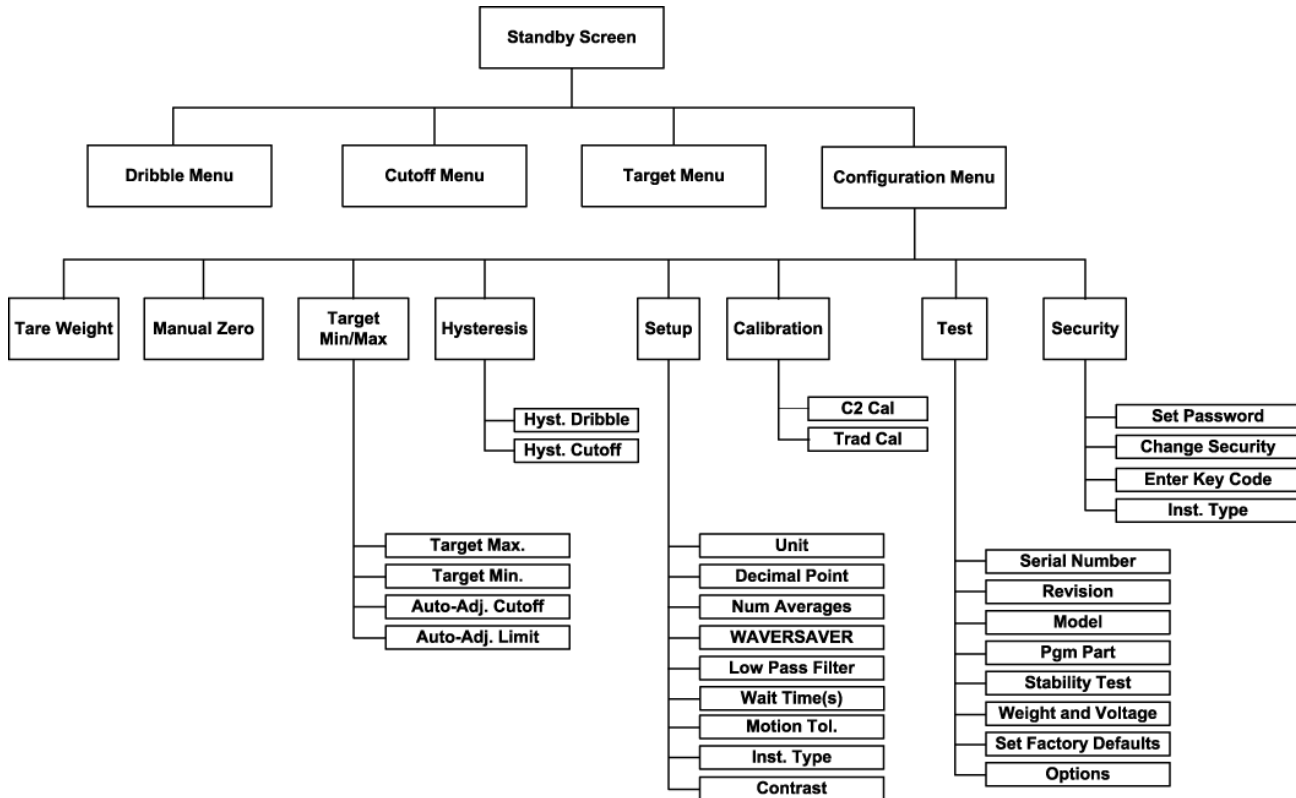 Standby Screen
Dribble Menu
Cutoff Menu
Target Menu
Configuration Menu
Tare Weight
Manual Zero
Target
Min/Max
Hysteresis
Setup
Calibration
Test
Security
Hyst. Dribble
Hyst. Cutoff
C2 Cal
Trad Cal
Set Password
Change Security
Enter Key Code
Inst. Type
Target Max.
Target Min.
Auto-Adj. Cutoff
Auto-Adj. Limit
Unit
Decimal Point
Num Averages
WAVERSAVER
Low Pass Filter
Wait Time(s)
Motion Tol.
Inst. Type
Contrast
Serial Number
Revision
Model
Pgm Part
Stability Test
Weight and Voltage
Set Factory Defaults
Options